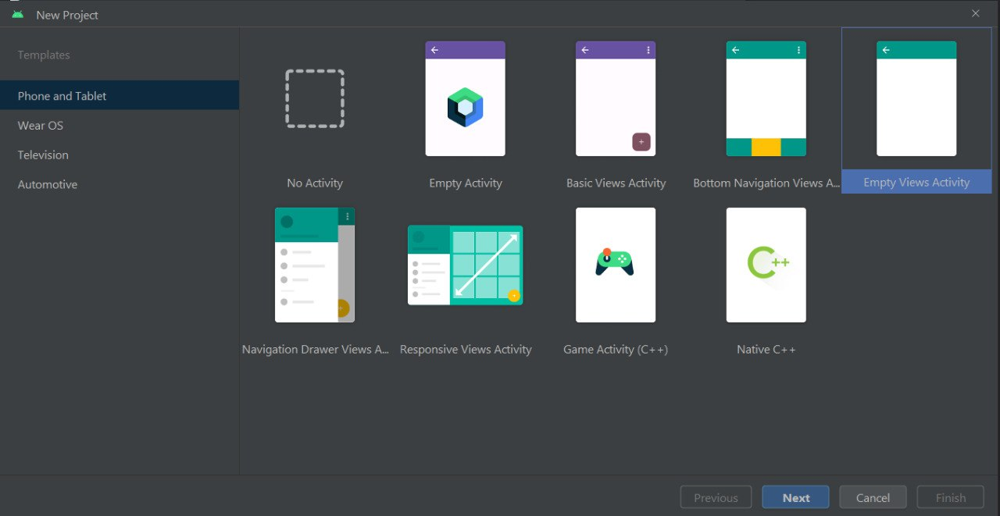 New Project
Templates
Phone and Tablet
Wear OS
Television
Automotive
No Activity
Empty Activity
Basic Views Activity
Bottom Navigation Views A...
Empty Views Activity
Navigation Drawer Views A...
Responsive Views Activity
Game Activity (C++)
Native C++
C++
Previous
Next
Cancel
Finish